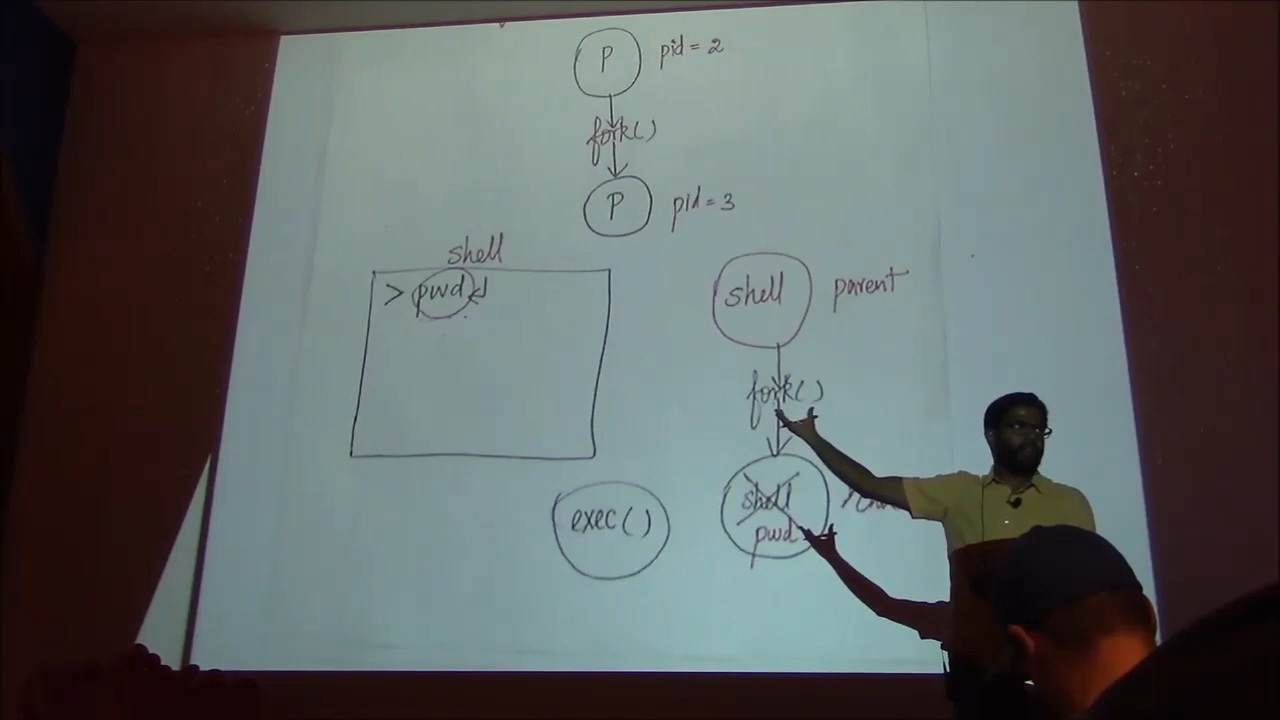 P pid = 2
fork()
P pid = 3
shell
> pwd ↵
shell parent
fork()
shell
pwd
exec()